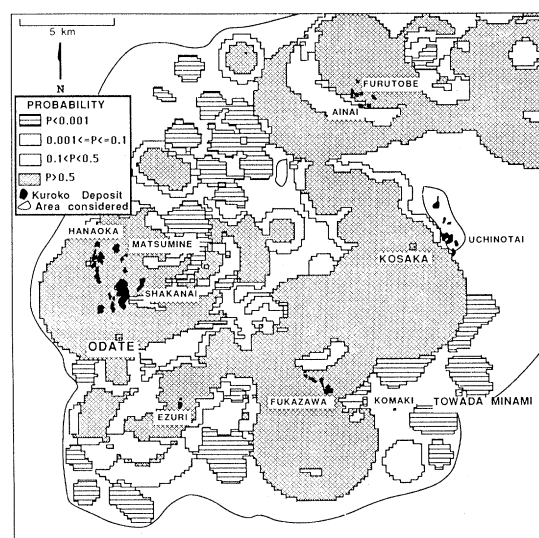 5 km
N
PROBABILITY
P<0.001
0.001<=P<=0.1
0.1<P<0.5
P>0.5
Kuroko Deposit
Area considered
FURUTOBE
AINAI
HANAOKA
MATSUMINE
UCHINOTAI
KOSAKA
SHAKANAI
ODATE
EZURI
FUKAZAWA
KOMAKI
TOWADA MINAMI